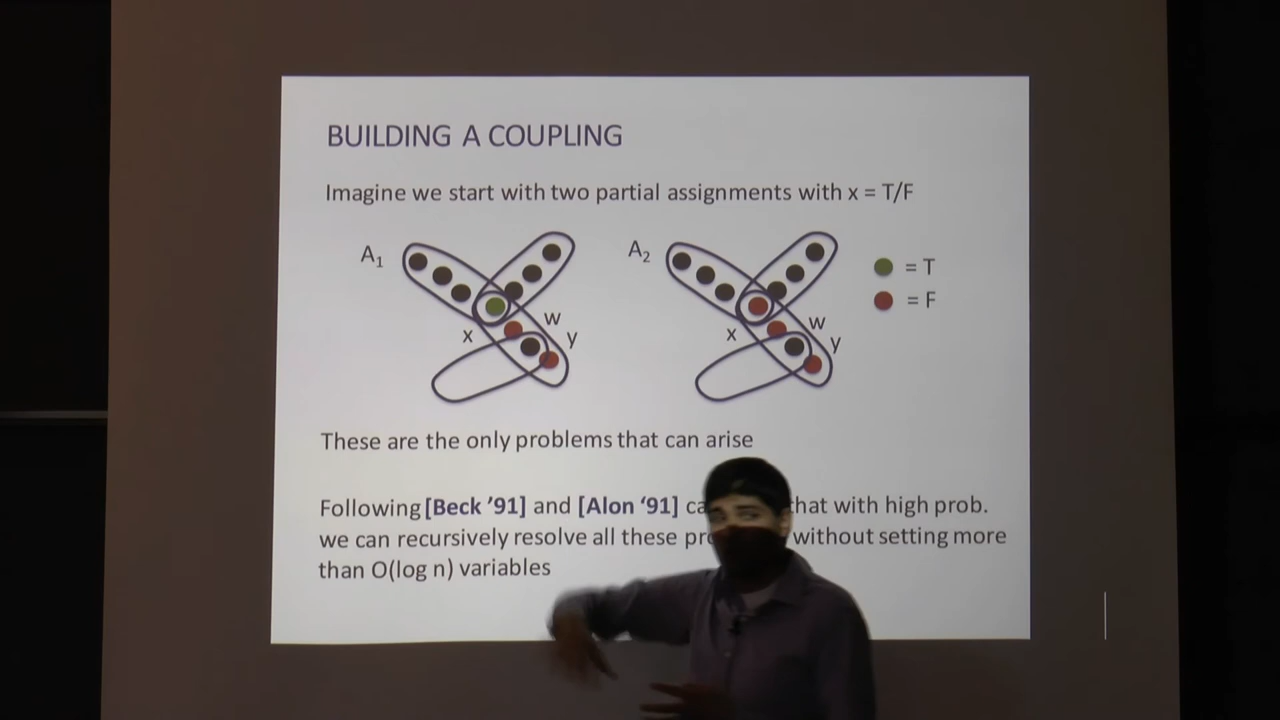 BUILDING A COUPLING
Imagine we start with two partial assignments with x = T/F
A1 A2
= T
= F
w w
x y x y
These are the only problems that can arise
Following [Beck ’91] and [Alon ‘91] that with high prob.
we can recursively resolve all these without setting more
than O(log n) variables